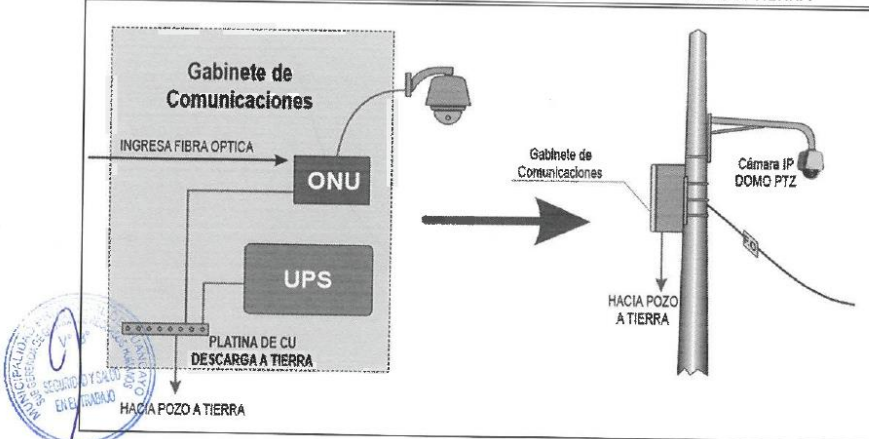 Gabinete de
Comunicaciones
INGRESA FIBRA OPTICA
ONU
UPS
PLATINA DE CU
DESCARGA A TIERRA
HACIA POZO A TIERRA
Gabinete de
Comunicaciones
Cámara IP
DOMO PTZ
HACIA POZO
A TIERRA
F.O
MUNICIPALIDAD
HUANCAYO
V° B°
SEGURIDAD Y SALUD
EN EL TRABAJO